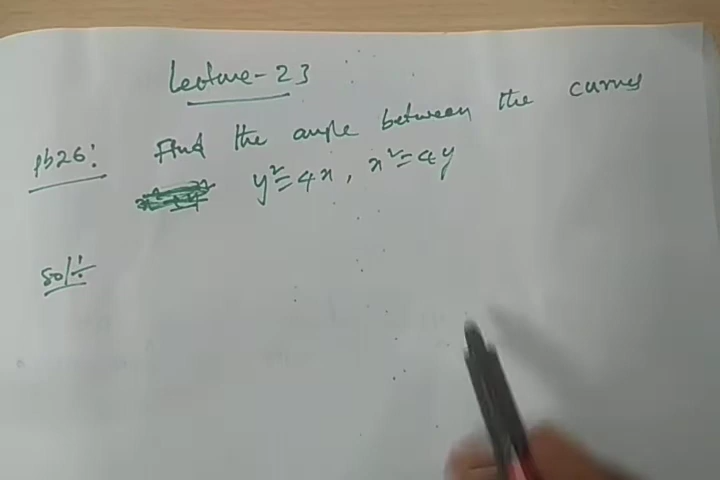 Lecture-23
Pb26: Find the angle between the curves
y²=4x, x²=4y
Sol: